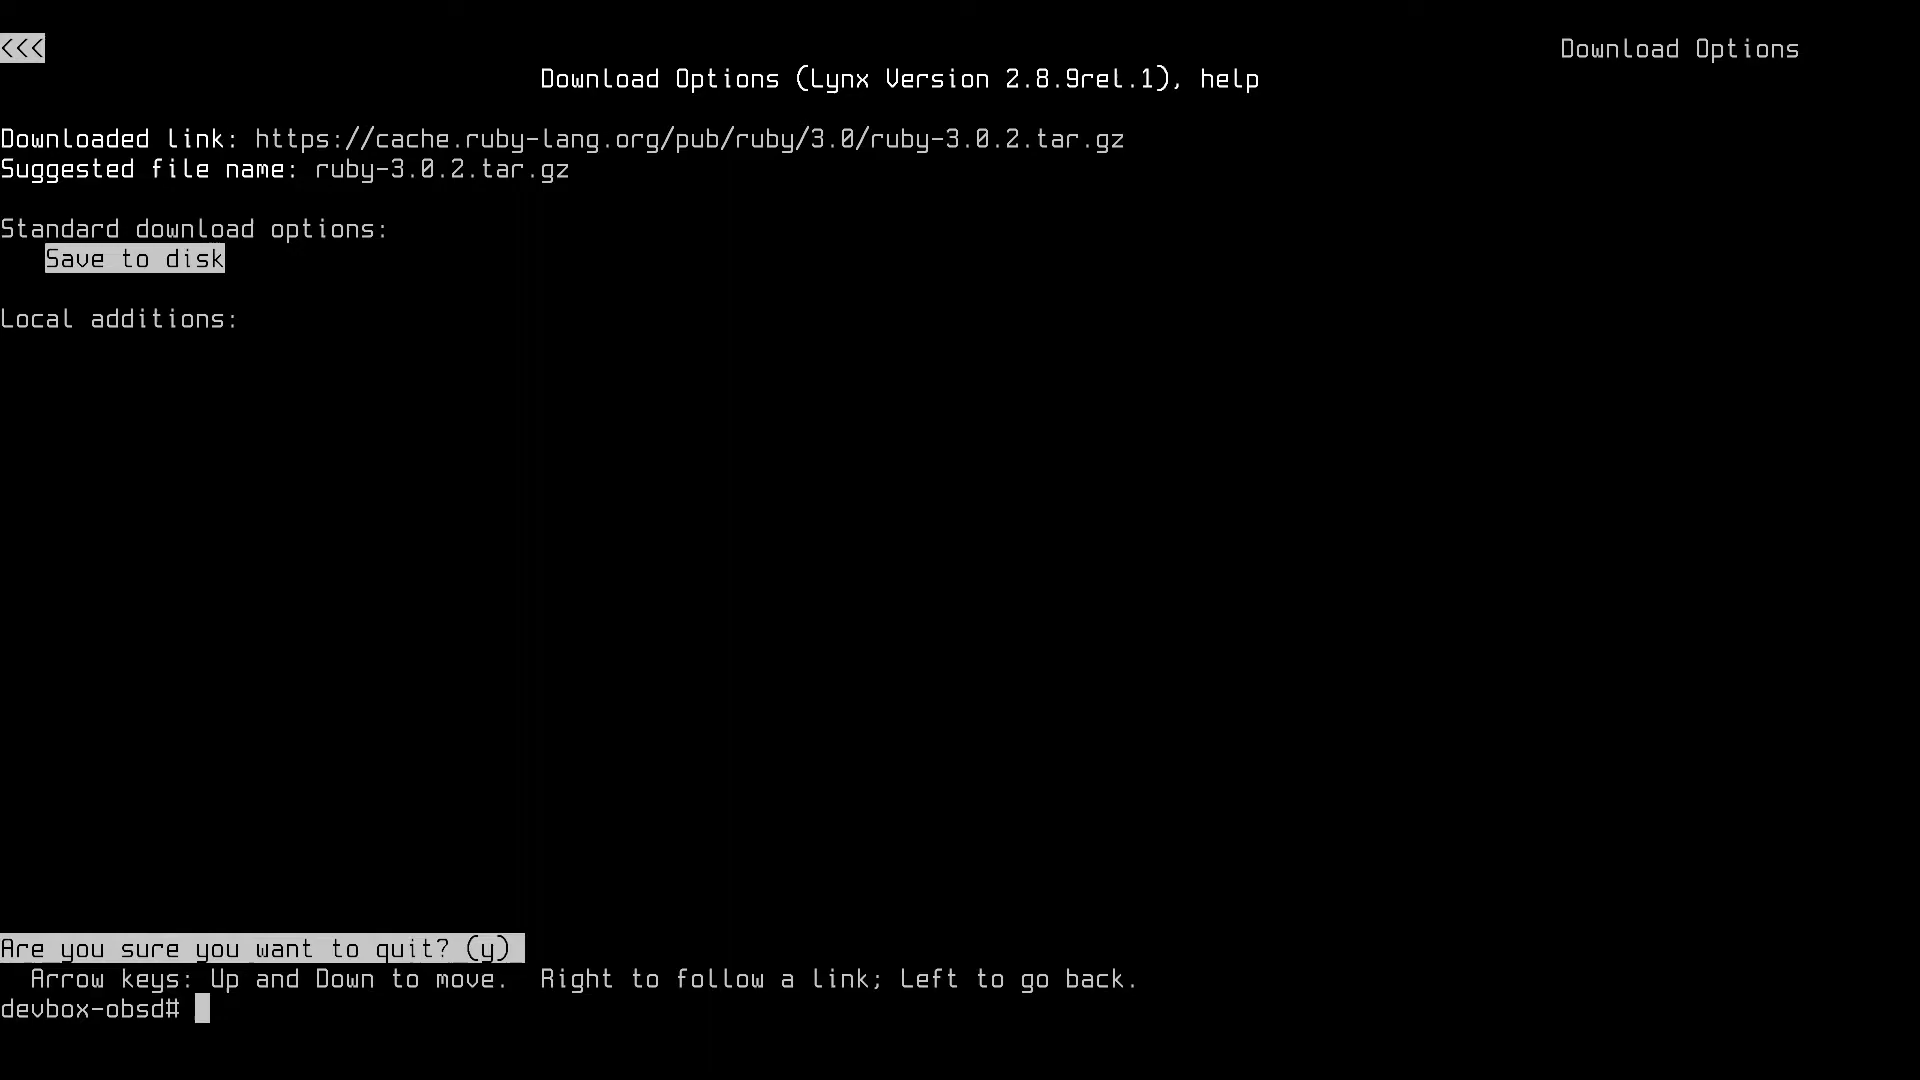 <<< Download Options
Download Options (Lynx Version 2.8.9rel.1), help
Downloaded link: https://cache.ruby-lang.org/pub/ruby/3.0/ruby-3.0.2.tar.gz
Suggested file name: ruby-3.0.2.tar.gz
Standard download options:
Save to disk
Local additions:
Are you sure you want to quit? (y)
Arrow keys: Up and Down to move.  Right to follow a link; Left to go back.
devbox-obsd#